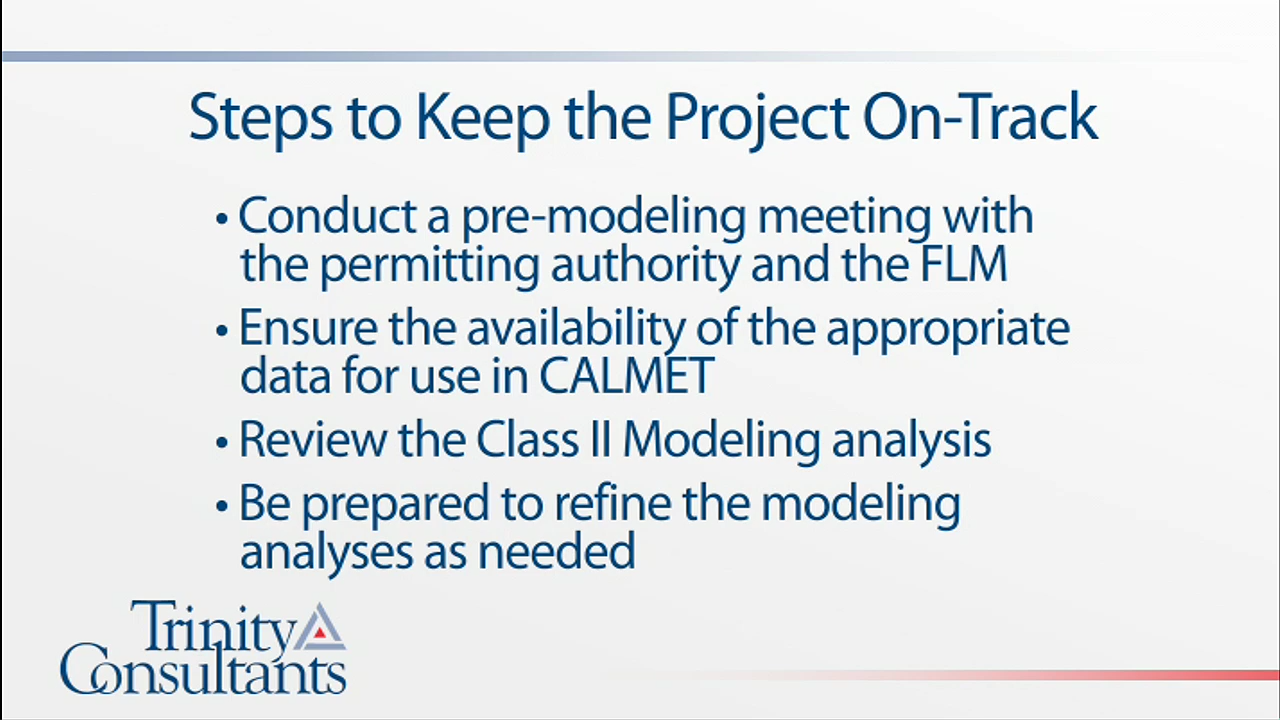 Steps to Keep the Project On-Track
• Conduct a pre-modeling meeting with
the permitting authority and the FLM
• Ensure the availability of the appropriate
data for use in CALMET
• Review the Class II Modeling analysis
• Be prepared to refine the modeling
analyses as needed
Trinity
Consultants